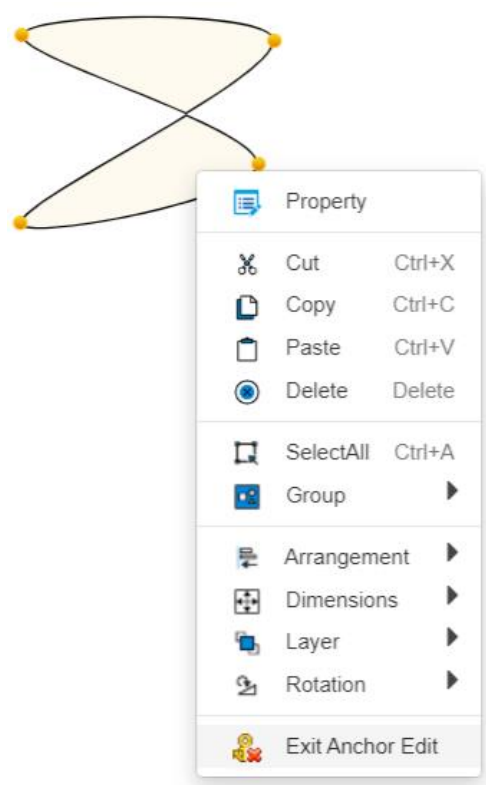 Property
Cut Ctrl+X
Copy Ctrl+C
Paste Ctrl+V
Delete Delete
SelectAll Ctrl+A
Group
Arrangement
Dimensions
Layer
Rotation
Exit Anchor Edit